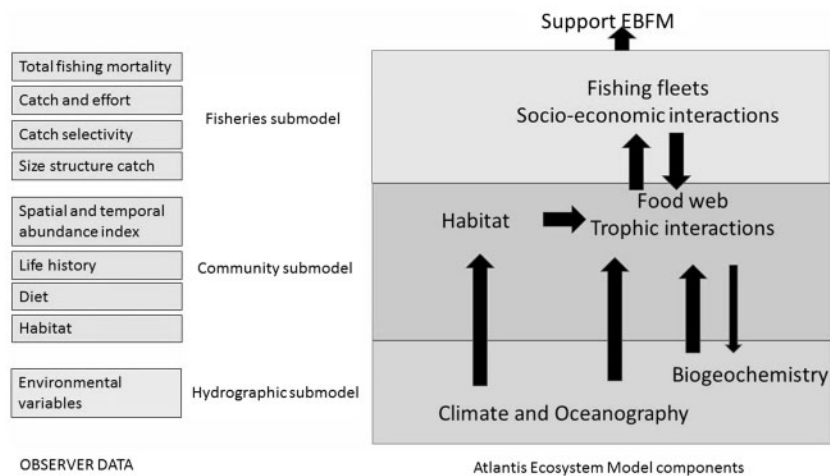 Support EBFM
Total fishing mortality
Catch and effort
Catch selectivity
Size structure catch
Fisheries submodel
Fishing fleets
Socio-economic interactions
Spatial and temporal
abundance index
Life history
Diet
Habitat
Community submodel
Habitat
Food web
Trophic interactions
Environmental
variables
Hydrographic submodel
Biogeochemistry
Climate and Oceanography
OBSERVER DATA
Atlantis Ecosystem Model components